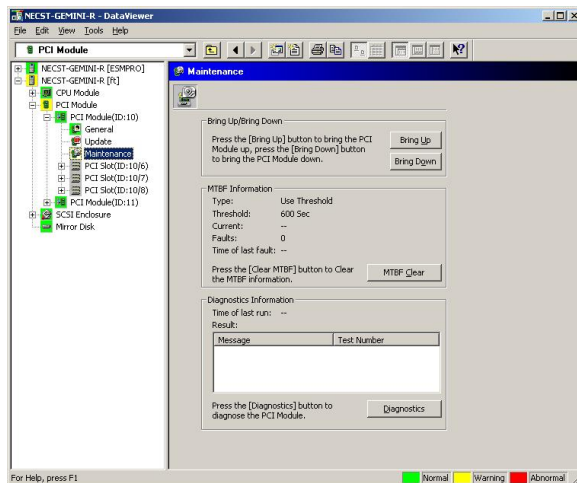 NECST-GEMINI-R - DataViewer
File Edit View Tools Help
PCI Module
NECST-GEMINI-R [ESMPRO]
NECST-GEMINI-R [ft]
CPU Module
PCI Module
PCI Module(ID:10)
General
Update
Maintenance
PCI Slot(ID:10/6)
PCI Slot(ID:10/7)
PCI Slot(ID:10/8)
PCI Module(ID:11)
SCSI Enclosure
Mirror Disk
Maintenance
Bring Up/Bring Down
Press the [Bring Up] button to bring the PCI
Module up, press the [Bring Down] button
to bring the PCI Module down.
Bring Up
Bring Down
MTBF Information
Type: Use Threshold
Threshold: 600 Sec
Current: --
Faults: 0
Time of last fault: --
Press the [Clear MTBF] button to Clear
the MTBF information.
MTBF Clear
Diagnostics Information
Time of last run: --
Result:
Message Test Number
Press the [Diagnostics] button to
diagnose the PCI Module.
Diagnostics
For Help, press F1
Normal Warning Abnormal